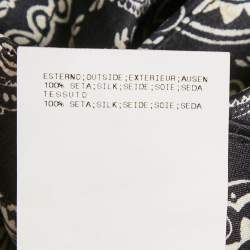 ESTERNO;OUTSIDE;EXTERIEUR;AUSEN
100% SETA;SILK;SEIDE;SOIE;SEDA
TESSUTO
100% SETA;SILK;SEIDE;SOIE;SEDA